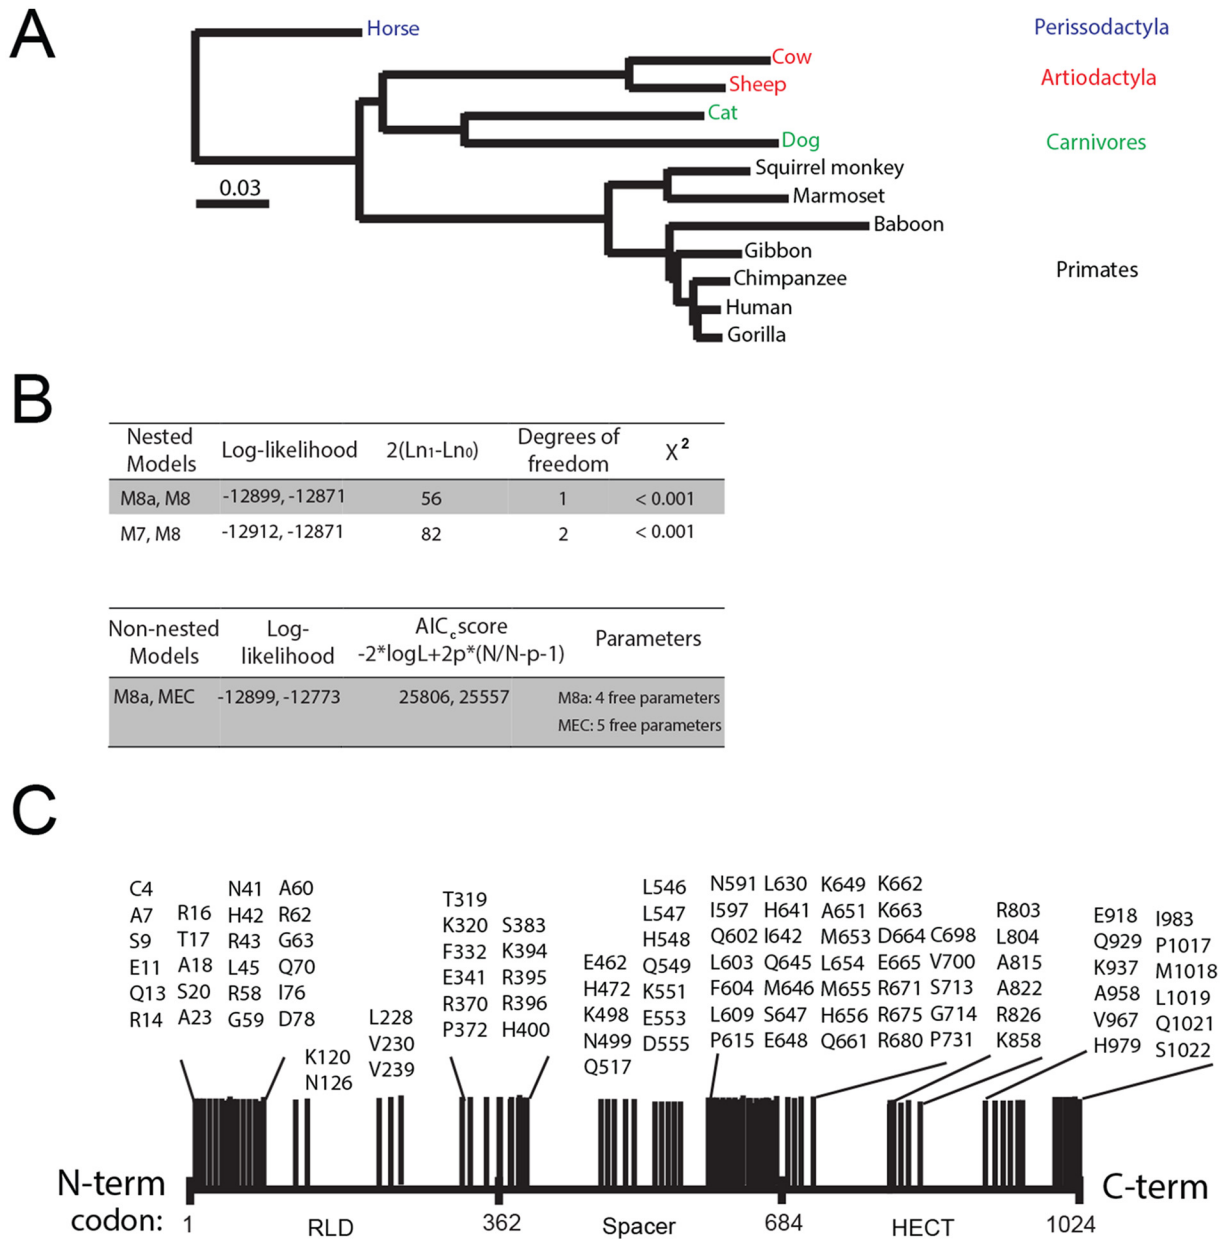 A
Horse
Perissodactyla
Cow
Artiodactyla
Sheep
Cat
Carnivores
Dog
Squirrel monkey
0.03
Marmoset
Baboon
Gibbon
Primates
Chimpanzee
Human
Gorilla
B
Nested Models Log-likelihood 2(Ln₁-Ln₀) Degrees of freedom X²
M8a, M8 -12899, -12871 56 1 < 0.001
M7, M8 -12912, -12871 82 2 < 0.001
Non-nested Models Log-likelihood AICc score -2*logL+2p*(N/N-p-1) Parameters
M8a, MEC -12899, -12773 25806, 25557 M8a: 4 free parameters
MEC: 5 free parameters
C
C4
A7
S9
E11
Q13
R14
R16
T17
A18
S20
A23
N41
H42
R43
L45
R58
G59
A60
R62
G63
Q70
I76
D78
K120
N126
L228
V230
V239
T319
K320
F332
E341
R370
P372
S383
K394
R395
R396
H400
E462
H472
K498
N499
Q517
L546
L547
H548
Q549
K551
E553
D555
N591
I597
Q602
L603
F604
L609
P615
L630
H641
I642
Q645
M646
S647
E648
K649
A651
M653
L654
M655
H656
Q661
K662
K663
D664
E665
R671
R675
R680
C698
V700
S713
G714
P731
R803
L804
A815
A822
R826
K858
E918
Q929
K937
A958
V967
H979
I983
P1017
M1018
L1019
Q1021
S1022
N-term
C-term
codon: 1 RLD 362 Spacer 684 HECT 1024